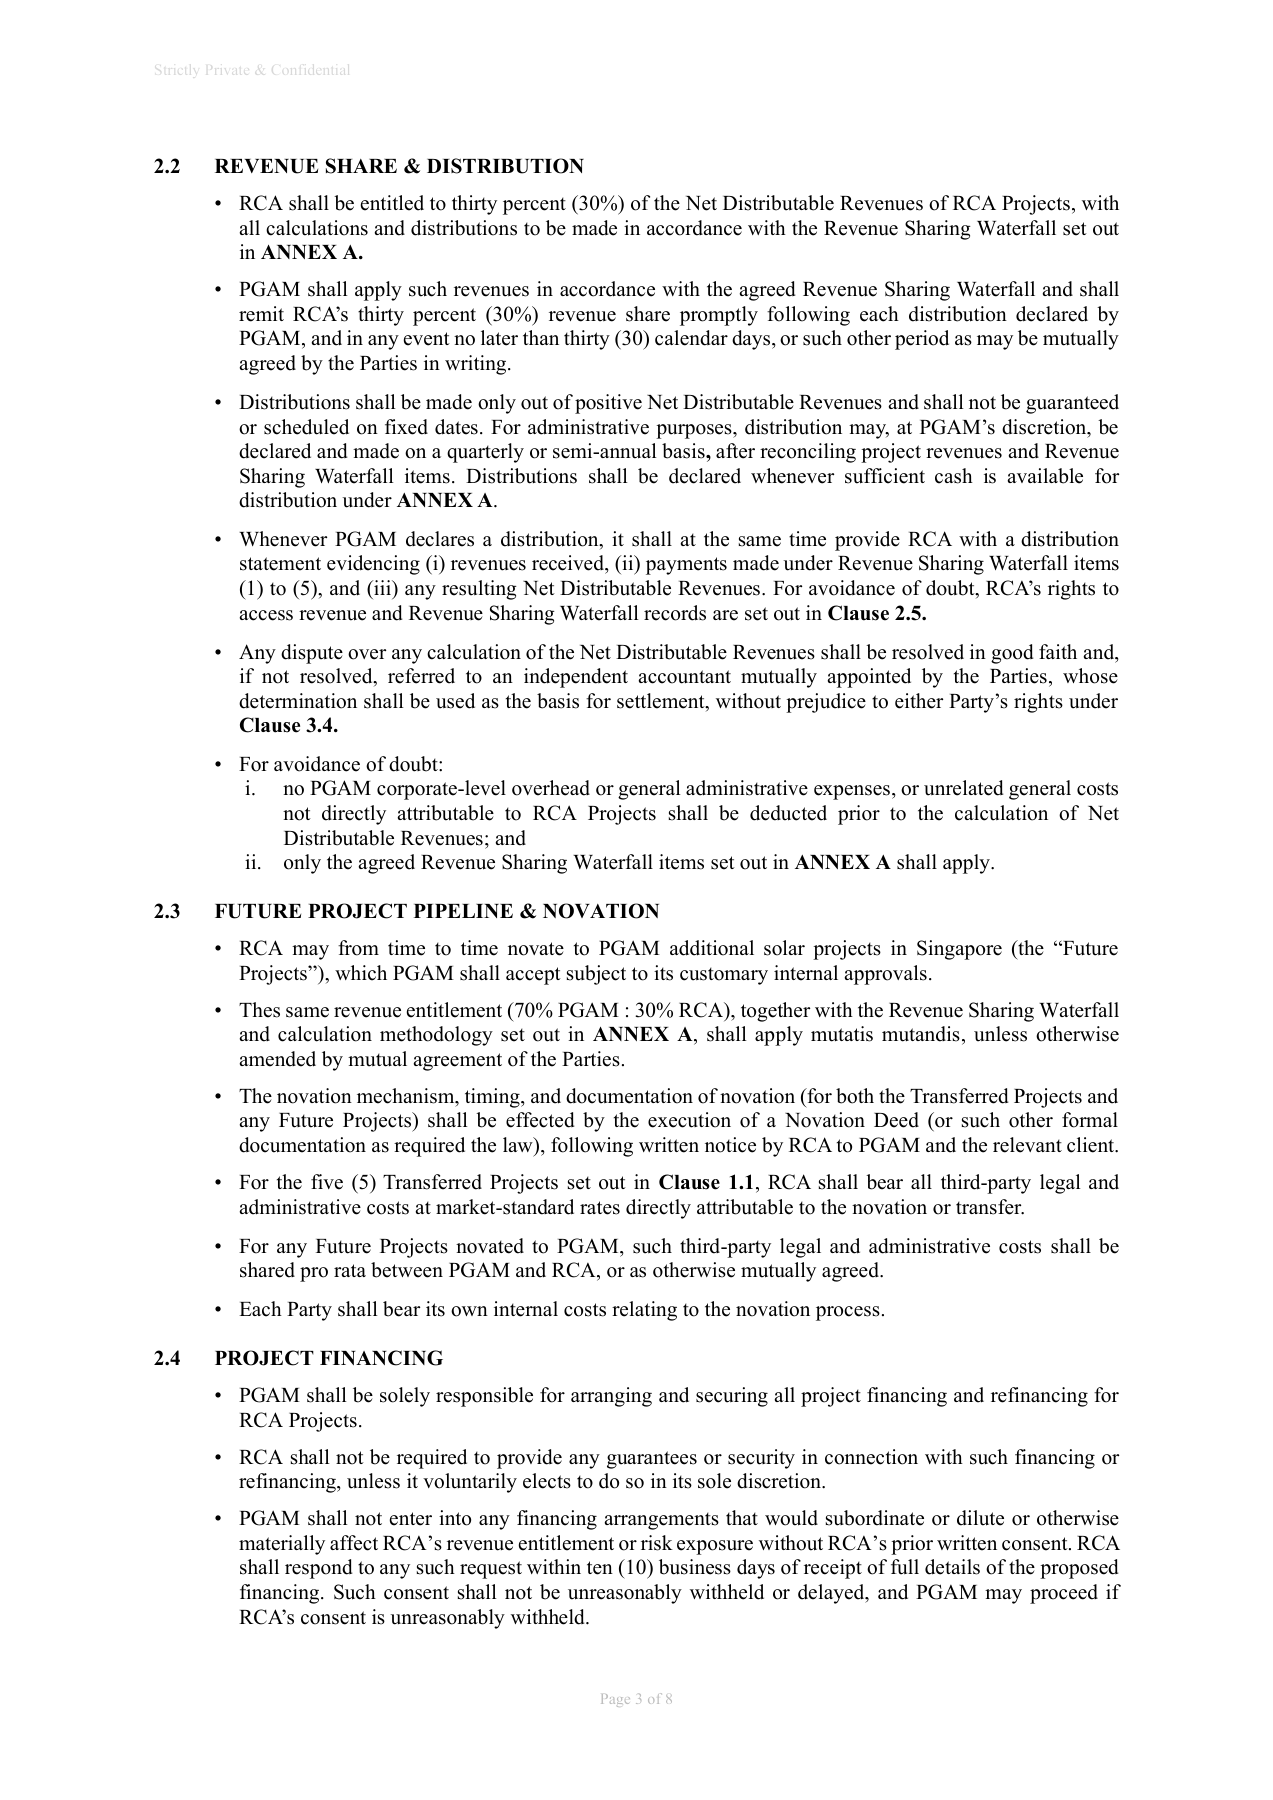 Strictly Private & Confidential
2.2 REVENUE SHARE & DISTRIBUTION
• RCA shall be entitled to thirty percent (30%) of the Net Distributable Revenues of RCA Projects, with
all calculations and distributions to be made in accordance with the Revenue Sharing Waterfall set out
in ANNEX A.
• PGAM shall apply such revenues in accordance with the agreed Revenue Sharing Waterfall and shall
remit RCA’s thirty percent (30%) revenue share promptly following each distribution declared by
PGAM, and in any event no later than thirty (30) calendar days, or such other period as may be mutually
agreed by the Parties in writing.
• Distributions shall be made only out of positive Net Distributable Revenues and shall not be guaranteed
or scheduled on fixed dates. For administrative purposes, distribution may, at PGAM’s discretion, be
declared and made on a quarterly or semi-annual basis, after reconciling project revenues and Revenue
Sharing Waterfall items. Distributions shall be declared whenever sufficient cash is available for
distribution under ANNEX A.
• Whenever PGAM declares a distribution, it shall at the same time provide RCA with a distribution
statement evidencing (i) revenues received, (ii) payments made under Revenue Sharing Waterfall items
(1) to (5), and (iii) any resulting Net Distributable Revenues. For avoidance of doubt, RCA’s rights to
access revenue and Revenue Sharing Waterfall records are set out in Clause 2.5.
• Any dispute over any calculation of the Net Distributable Revenues shall be resolved in good faith and,
if not resolved, referred to an independent accountant mutually appointed by the Parties, whose
determination shall be used as the basis for settlement, without prejudice to either Party’s rights under
Clause 3.4.
• For avoidance of doubt:
i. no PGAM corporate-level overhead or general administrative expenses, or unrelated general costs
not directly attributable to RCA Projects shall be deducted prior to the calculation of Net
Distributable Revenues; and
ii. only the agreed Revenue Sharing Waterfall items set out in ANNEX A shall apply.
2.3 FUTURE PROJECT PIPELINE & NOVATION
• RCA may from time to time novate to PGAM additional solar projects in Singapore (the “Future
Projects”), which PGAM shall accept subject to its customary internal approvals.
• Thes same revenue entitlement (70% PGAM : 30% RCA), together with the Revenue Sharing Waterfall
and calculation methodology set out in ANNEX A, shall apply mutatis mutandis, unless otherwise
amended by mutual agreement of the Parties.
• The novation mechanism, timing, and documentation of novation (for both the Transferred Projects and
any Future Projects) shall be effected by the execution of a Novation Deed (or such other formal
documentation as required the law), following written notice by RCA to PGAM and the relevant client.
• For the five (5) Transferred Projects set out in Clause 1.1, RCA shall bear all third-party legal and
administrative costs at market-standard rates directly attributable to the novation or transfer.
• For any Future Projects novated to PGAM, such third-party legal and administrative costs shall be
shared pro rata between PGAM and RCA, or as otherwise mutually agreed.
• Each Party shall bear its own internal costs relating to the novation process.
2.4 PROJECT FINANCING
• PGAM shall be solely responsible for arranging and securing all project financing and refinancing for
RCA Projects.
• RCA shall not be required to provide any guarantees or security in connection with such financing or
refinancing, unless it voluntarily elects to do so in its sole discretion.
• PGAM shall not enter into any financing arrangements that would subordinate or dilute or otherwise
materially affect RCA’s revenue entitlement or risk exposure without RCA’s prior written consent. RCA
shall respond to any such request within ten (10) business days of receipt of full details of the proposed
financing. Such consent shall not be unreasonably withheld or delayed, and PGAM may proceed if
RCA’s consent is unreasonably withheld.
Page 3 of 8